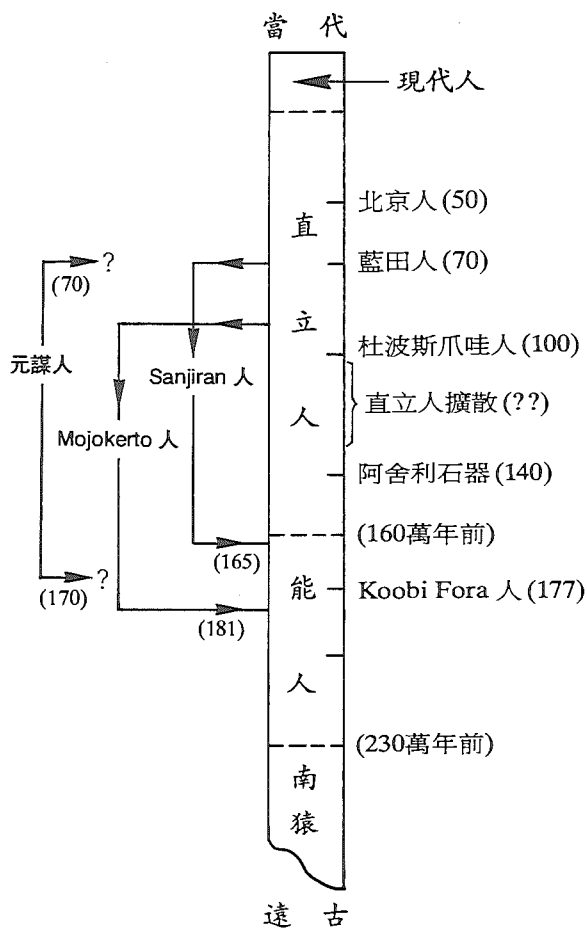 當代
現代人
北京人(50)
直
?
藍田人(70)
(70)
立
元謀人
杜波斯爪哇人(100)
Sanjiran 人
直立人擴散(??)
人
Mojokerto 人
阿舍利石器(140)
(160萬年前)
(165)
?
能
Koobi Fora 人(177)
(170)
(181)
人
(230萬年前)
南
猿
遠古